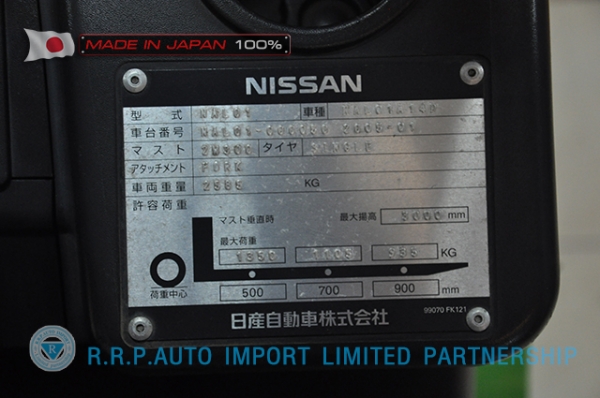 MADE IN JAPAN 100%
NISSAN
型式 車種
車台番号
マスト タイヤ
アタッチメント FORK
車両重量 2585 KG
許容荷重
マスト垂直時 最大揚高 3000 mm
最大荷重
1350 1105 935 KG
荷重中心 500 700 900 mm
99070 FK121
日産自動車株式会社
R.R.P.AUTO IMPORT LIMITED PARTNERSHIP